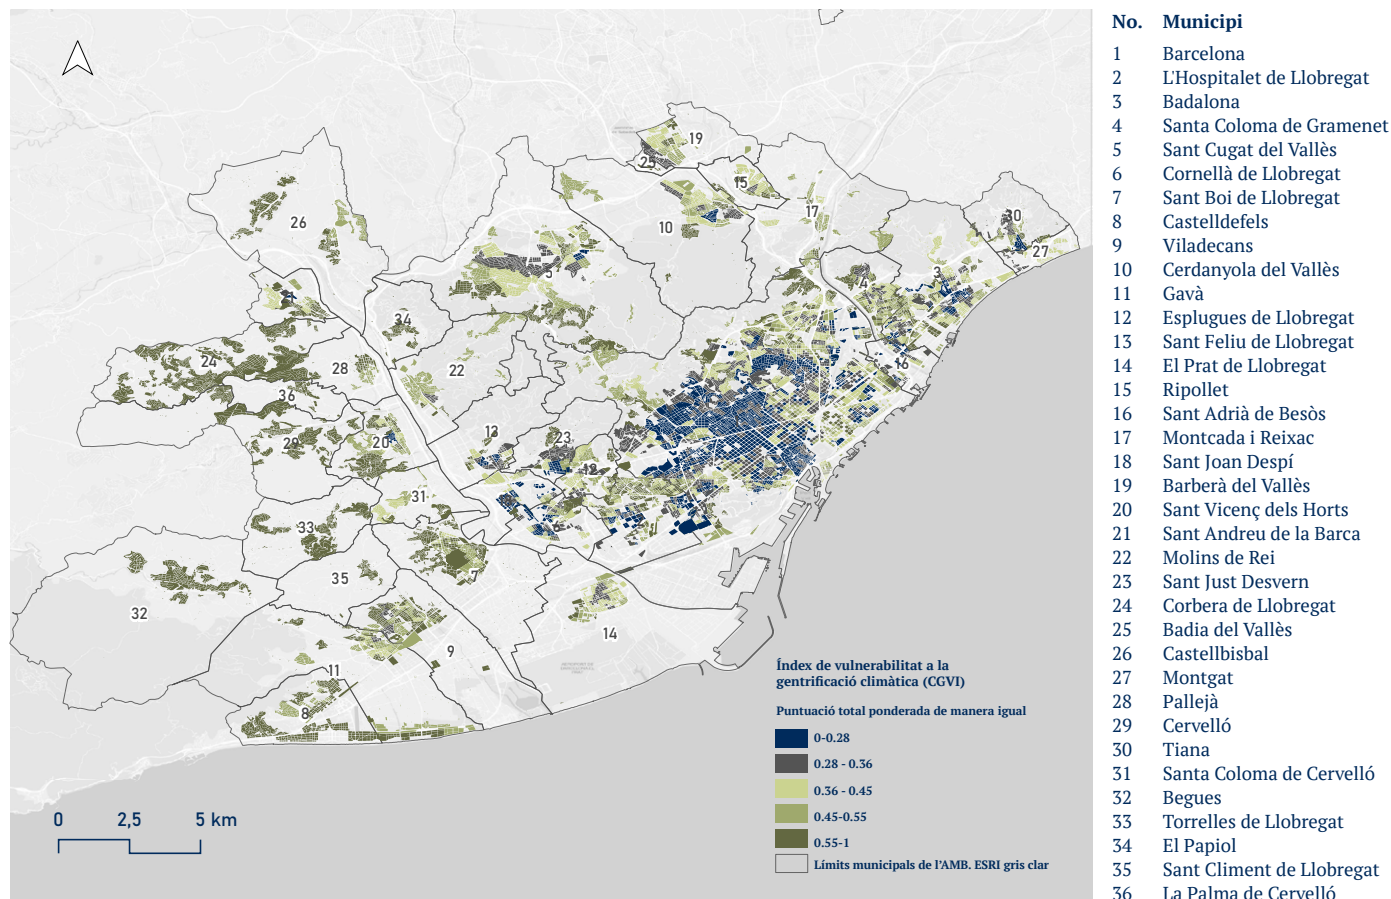 No. Municipi
1 Barcelona
2 L'Hospitalet de Llobregat
3 Badalona
4 Santa Coloma de Gramenet
5 Sant Cugat del Vallès
6 Cornellà de Llobregat
7 Sant Boi de Llobregat
8 Castelldefels
9 Viladecans
10 Cerdanyola del Vallès
11 Gavà
12 Esplugues de Llobregat
13 Sant Feliu de Llobregat
14 El Prat de Llobregat
15 Ripollet
16 Sant Adrià de Besòs
17 Montcada i Reixac
18 Sant Joan Despí
19 Barberà del Vallès
20 Sant Vicenç dels Horts
21 Sant Andreu de la Barca
22 Molins de Rei
23 Sant Just Desvern
24 Corbera de Llobregat
25 Badia del Vallès
26 Castellbisbal
27 Montgat
28 Pallejà
29 Cervelló
30 Tiana
31 Santa Coloma de Cervelló
32 Begues
33 Torrelles de Llobregat
34 El Papiol
35 Sant Climent de Llobregat
36 La Palma de Cervelló
19
25
15
26
10
17
30
27
5
3
4
34
24
28
22
36
16
13
23
29
20
12
31
33
7
35
32
14
9
11
8
Índex de vulnerabilitat a la
gentrificació climàtica (CGVI)
Puntuació total ponderada de manera igual
0-0.28
0.28 - 0.36
0.36 - 0.45
0.45-0.55
0.55-1
Límits municipals de l'AMB. ESRI gris clar
0 2,5 5 km